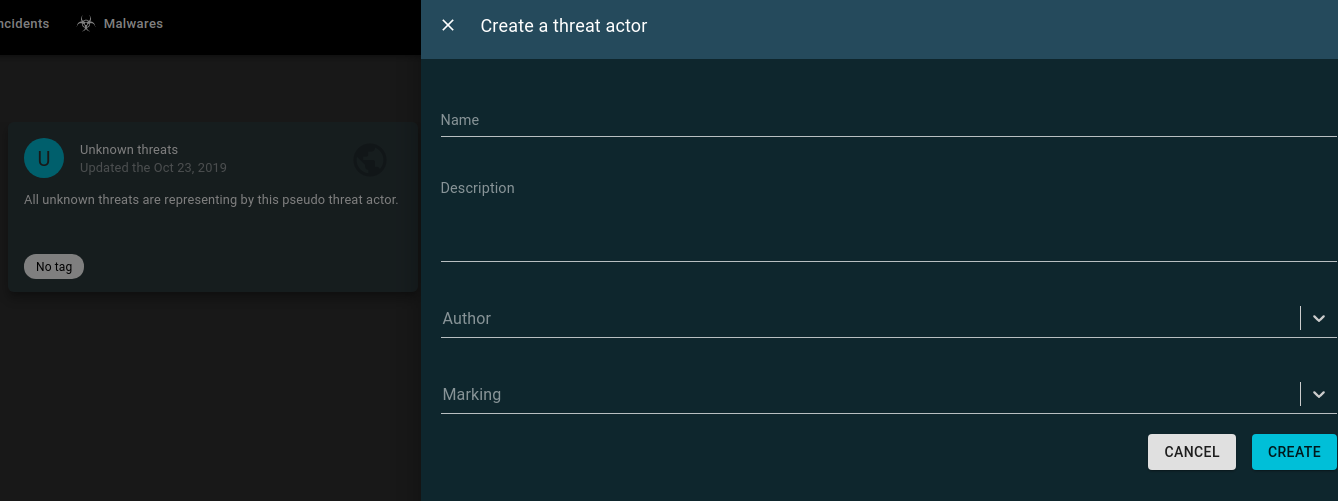 ncidents
Malwares
Create a threat actor
U
Unknown threats
Updated the Oct 23, 2019
All unknown threats are representing by this pseudo threat actor.
No tag
Name
Description
Author
Marking
CANCEL
CREATE